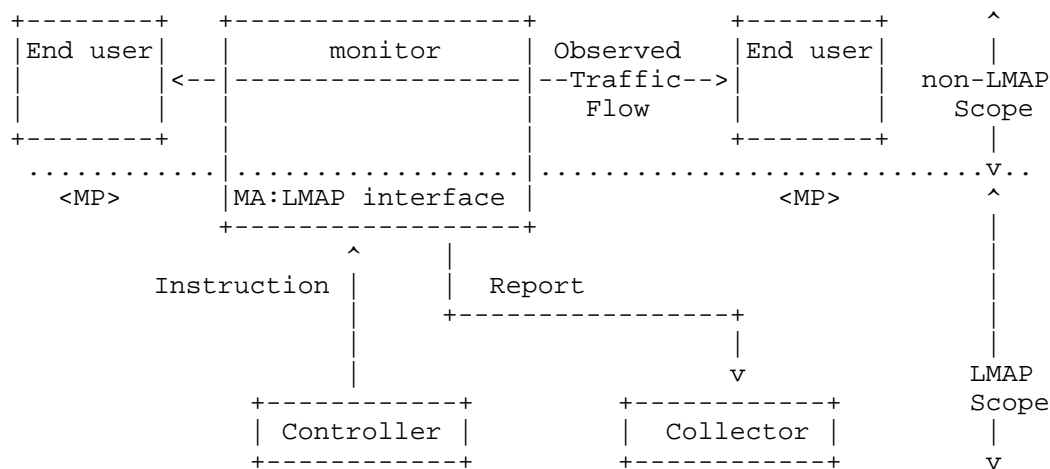 End user monitor Observed End user
Traffic non-LMAP
Flow Scope
<MP> MA:LMAP interface <MP>
Instruction Report
LMAP
Scope
Controller Collector